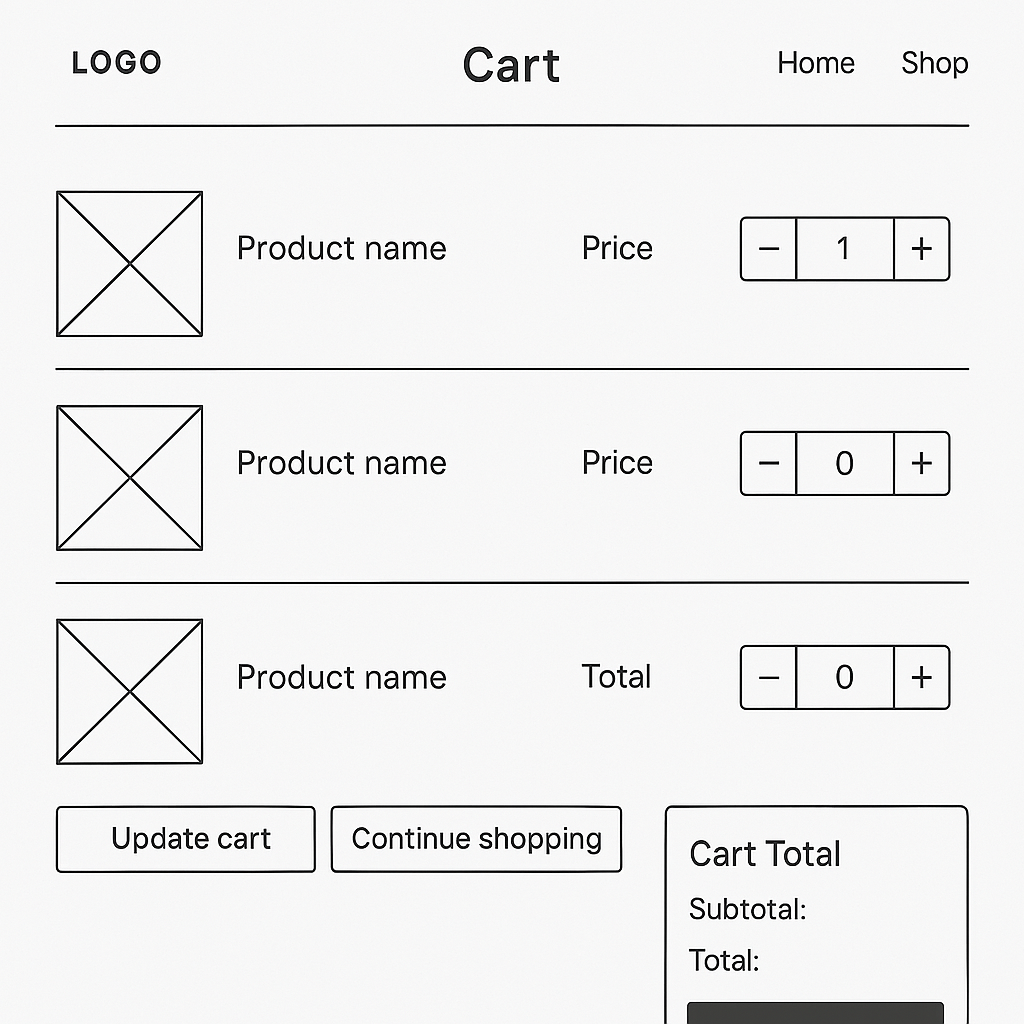 LOGO Cart Home Shop
Product name Price − 1 +
Product name Price − 0 +
Product name Total − 0 +
Update cart Continue shopping
Cart Total
Subtotal:
Total: